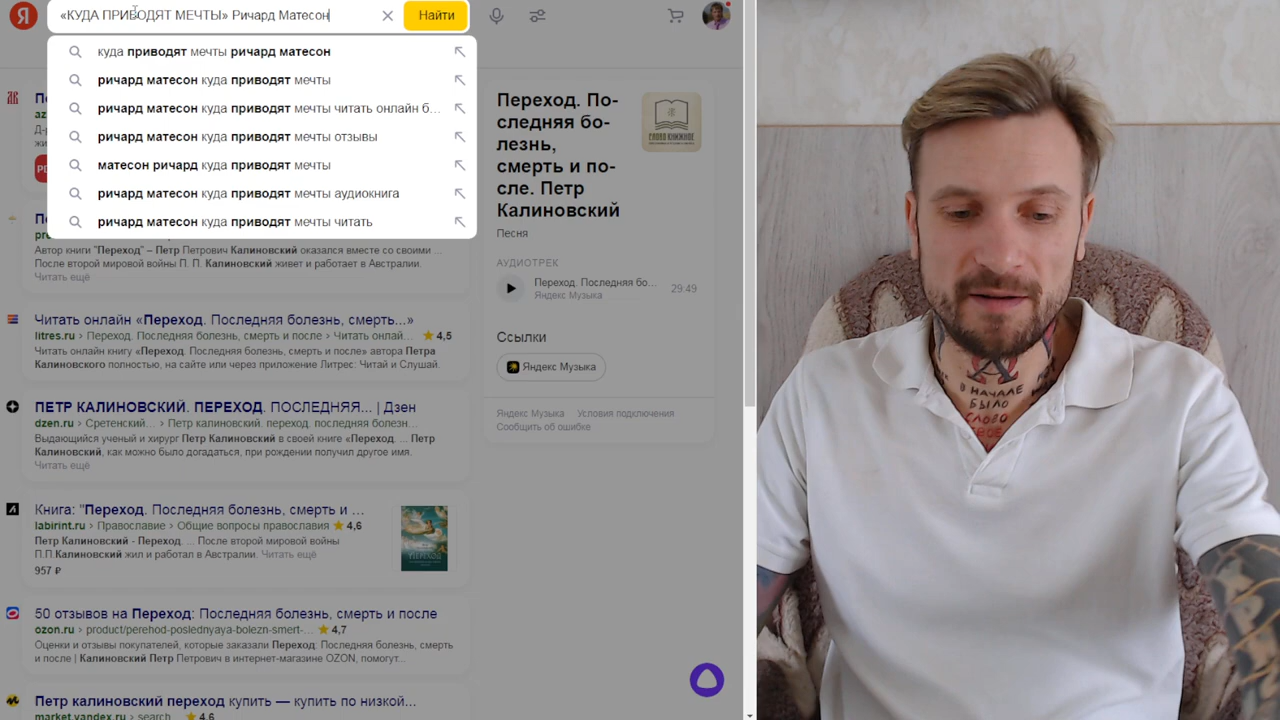 Я
«КУДА ПРИВОДЯТ МЕЧТЫ» Ричард Матесон
Найти
куда приводят мечты ричард матесон
ричард матесон куда приводят мечты
ричард матесон куда приводят мечты читать онлайн б...
ричард матесон куда приводят мечты отзывы
матесон ричард куда приводят мечты
ричард матесон куда приводят мечты аудиокнига
ричард матесон куда приводят мечты читать
Автор книги "Переход" – Петр Петрович Калиновский оказался вместе со своими ...
После второй мировой войны П. П. Калиновский живет и работает в Австралии.
Читать ещё
Читать онлайн «Переход. Последняя болезнь, смерть...»
litres.ru › Переход. Последняя болезнь, смерть и после › Читать онлай... 4,5
Читать онлайн книгу «Переход. Последняя болезнь, смерть и после» автора Петра
Калиновского полностью, на сайте или через приложение Литрес: Читай и Слушай.
ПЕТР КАЛИНОВСКИЙ. ПЕРЕХОД. ПОСЛЕДНЯЯ... | Дзен
dzen.ru › Сретенский... › Петр калиновский. переход. последняя болезн...
Выдающийся ученый и хирург Петр Калиновский в своей книге «Переход. ... Петр
Калиновский, как можно было догадаться, при рождении получил другое имя.
Читать ещё
Книга: "Переход. Последняя болезнь, смерть и ...
labirint.ru › Православие › Общие вопросы православия 4,6
Петр Калиновский - Переход. ... После второй мировой войны
П.П.Калиновский жил и работал в Австралии. Читать ещё
957 ₽
50 отзывов на Переход: Последняя болезнь, смерть и после
ozon.ru › product/perehod-poslednyaya-bolezn-smert-... 4,7
Оценки и отзывы покупателей, которые заказали Переход: Последняя болезнь, смерть
и после | Калиновский Петр Петрович в интернет-магазине OZON, помогут...
Петр калиновский переход купить — купить по низкой...
market.yandex.ru › search 4,6
Переход. По-
следняя бо-
лезнь,
смерть и по-
сле. Петр
Калиновский
Песня
СЛОВО КНИЖНОЕ
АУДИОТРЕК
Переход. Последняя бо...
Яндекс Музыка
29:49
Ссылки
Яндекс Музыка
Яндекс Музыка Условия подключения
Сообщить об ошибке
В НАЧАЛЕ
БЫЛО
СЛОВО